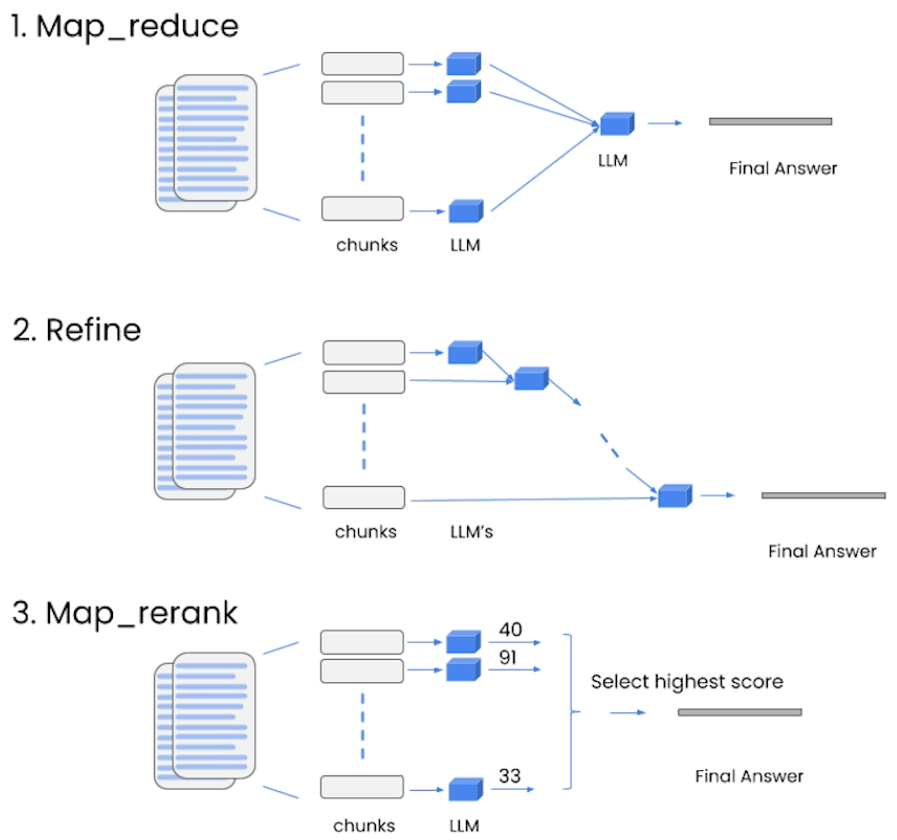 1. Map_reduce
LLM
Final Answer
chunks
LLM
2. Refine
chunks
LLM's
Final Answer
3. Map_rerank
40
91
Select highest score
33
Final Answer
chunks
LLM